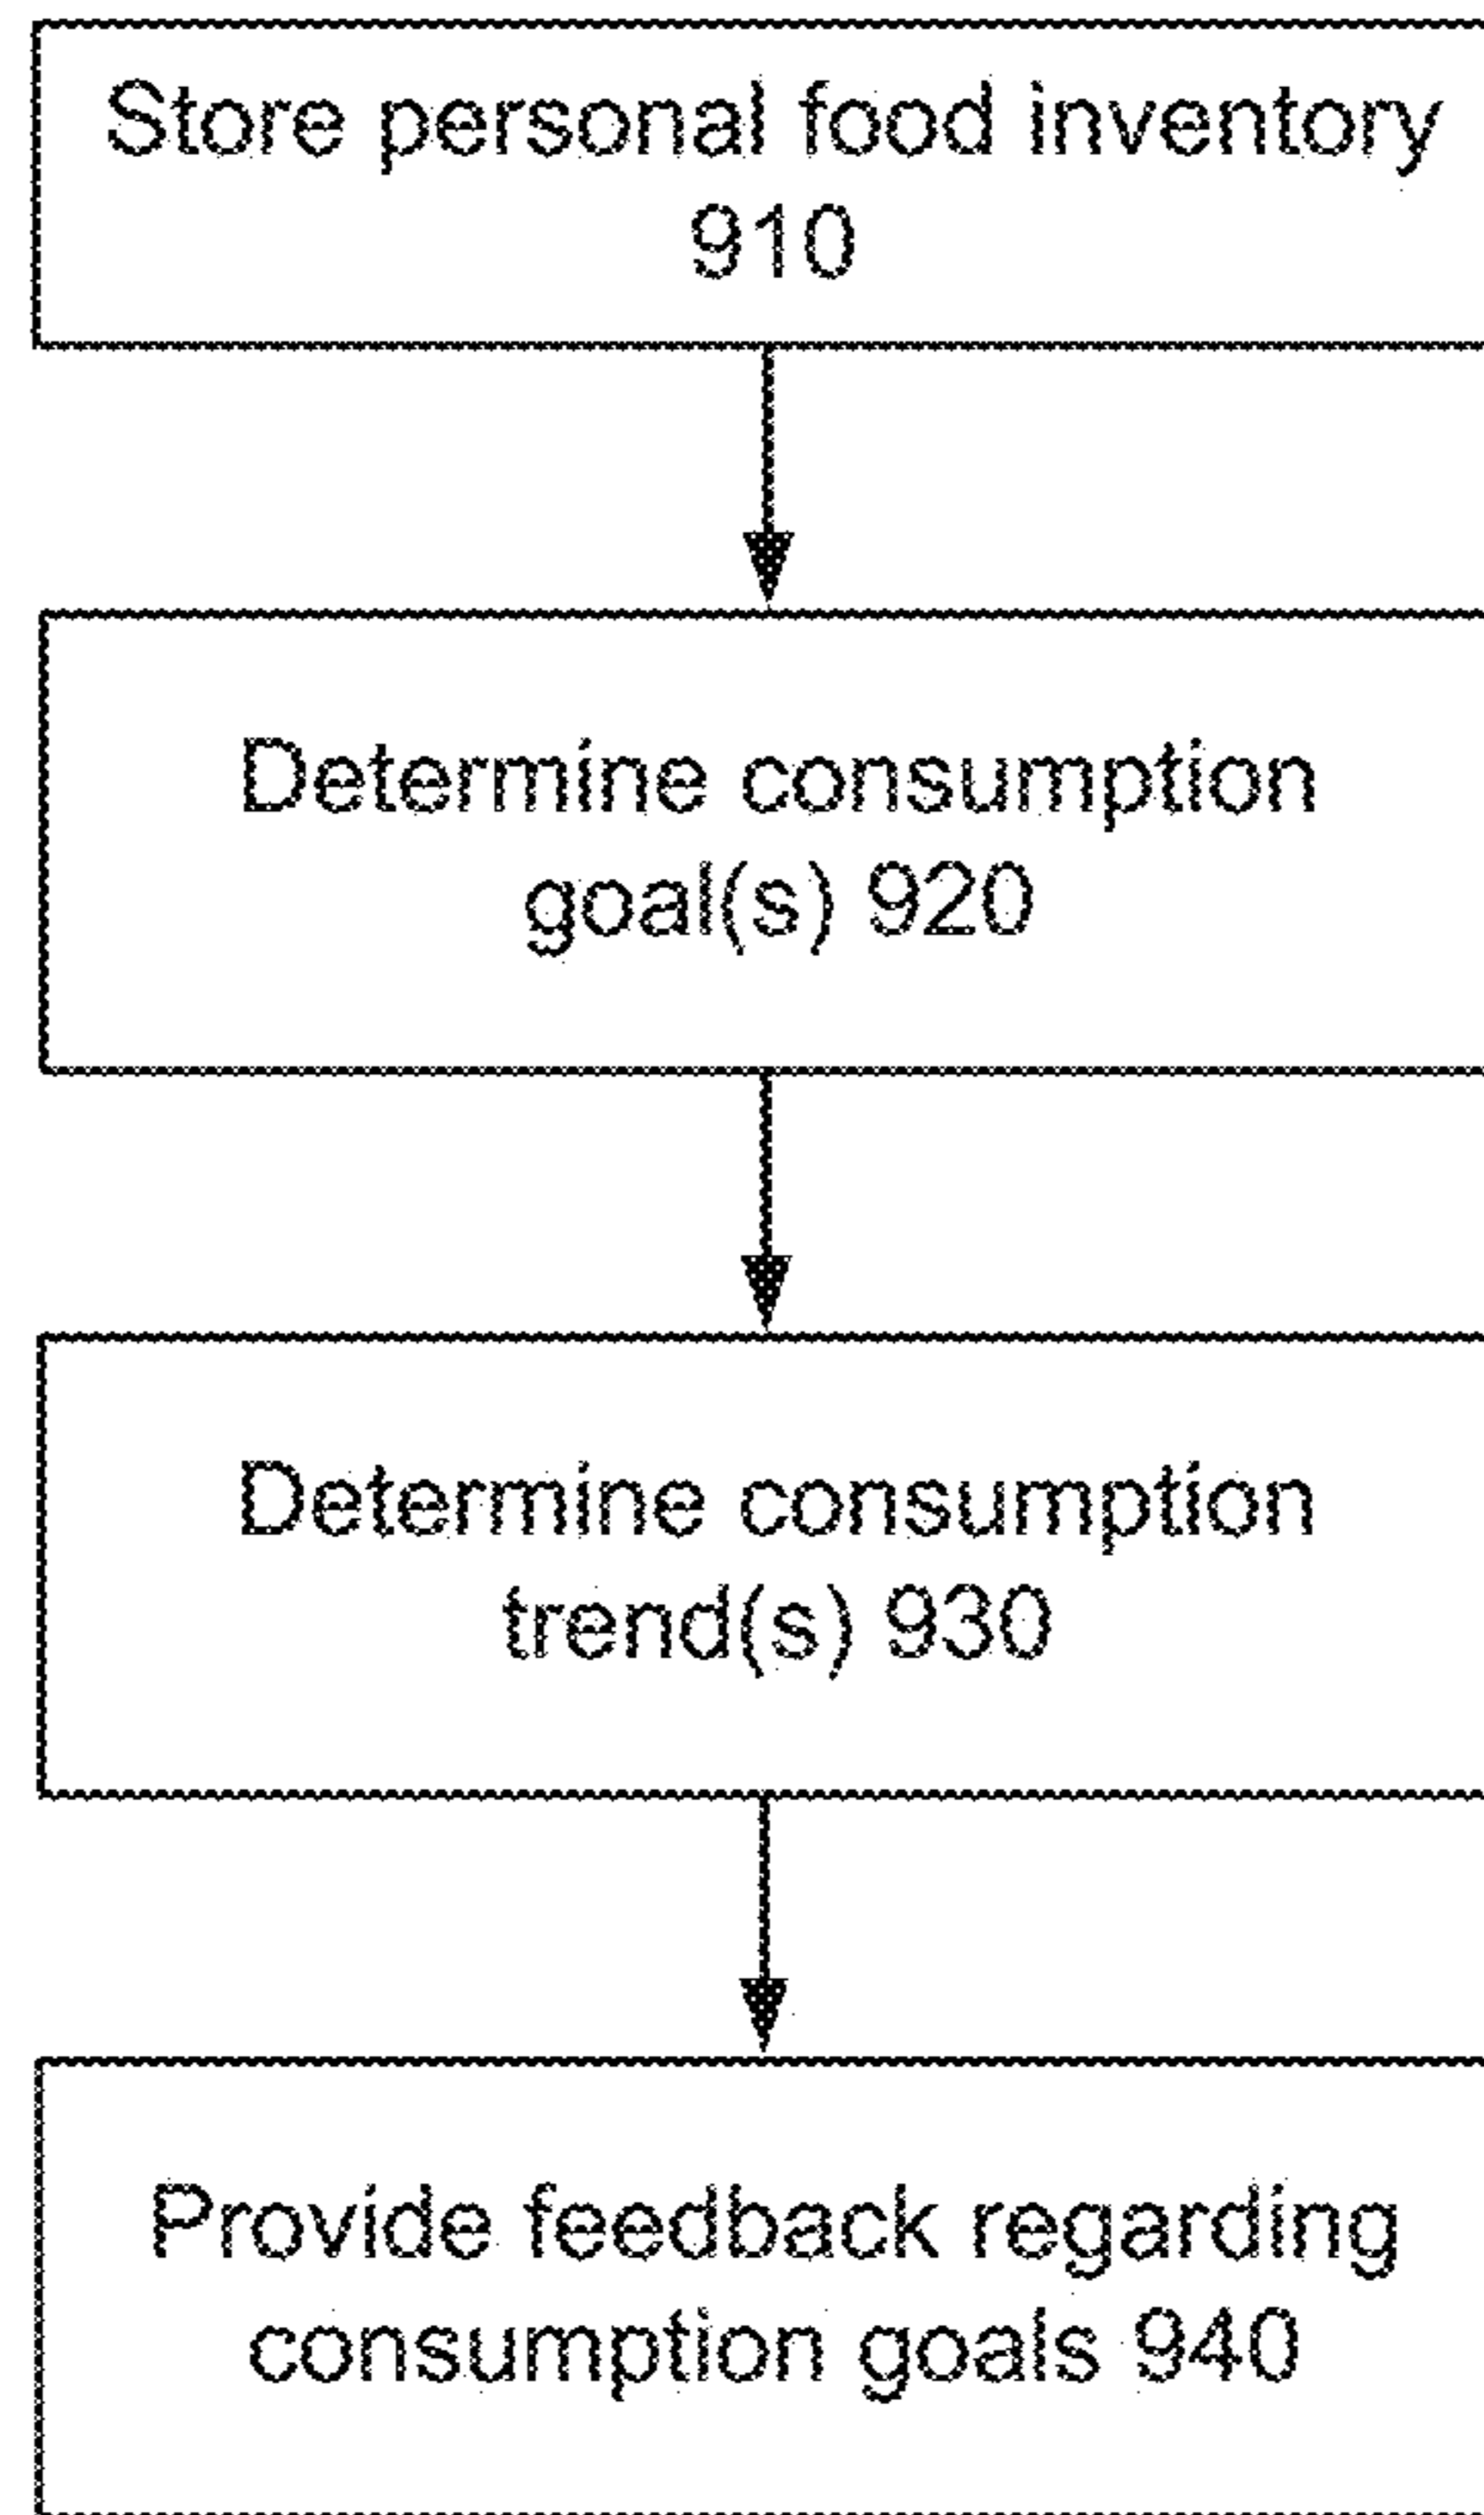 Store personal food inventory
910
Determine consumption
goal(s) 920
Determine consumption
trend(s) 930
Provide feedback regarding
consumption goals 940